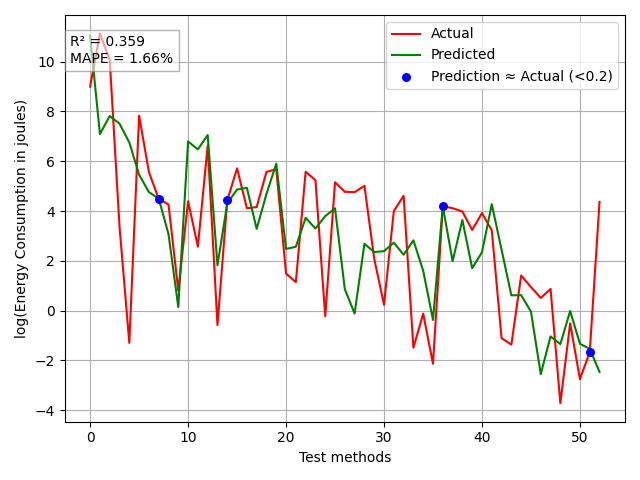 R² = 0.359
MAPE = 1.66%
Actual
Predicted
Prediction ≈ Actual (<0.2)
log(Energy Consumption in joules)
10
8
6
4
2
0
−2
−4
0
10
20
30
40
50
Test methods